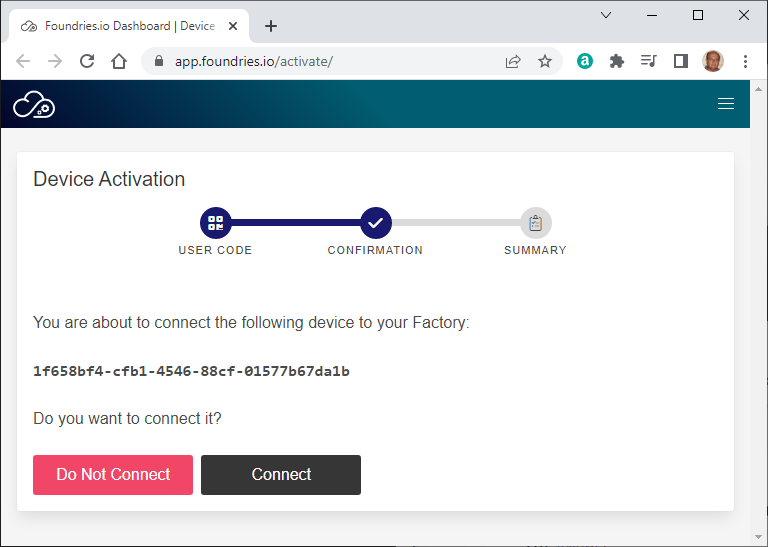 Foundries.io Dashboard | Device
app.foundries.io/activate/
Device Activation
USER CODE
CONFIRMATION
SUMMARY
You are about to connect the following device to your Factory:
1f658bf4-cfb1-4546-88cf-01577b67da1b
Do you want to connect it?
Do Not Connect
Connect